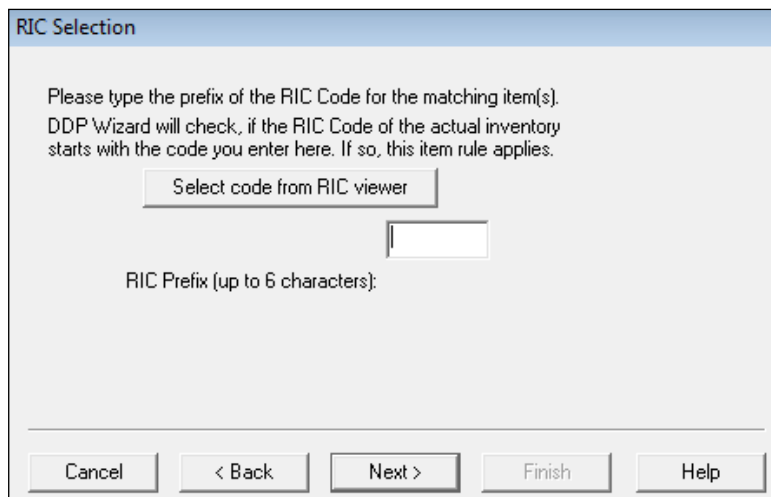 RIC Selection
Please type the prefix of the RIC Code for the matching item(s).
DDP Wizard will check, if the RIC Code of the actual inventory
starts with the code you enter here. If so, this item rule applies.
Select code from RIC viewer
RIC Prefix (up to 6 characters):
Cancel
< Back
Next >
Finish
Help